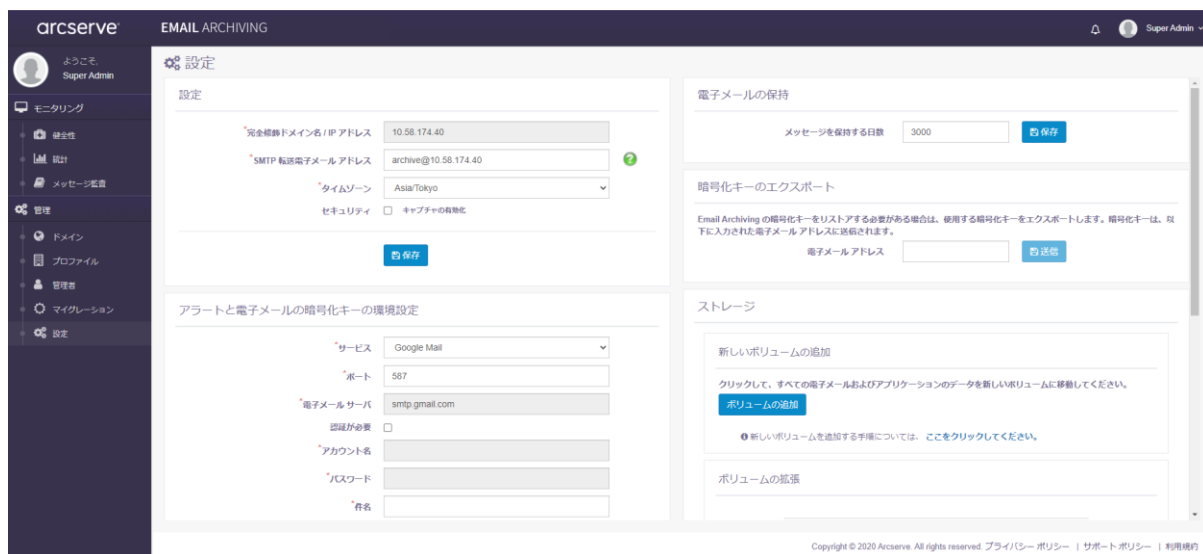 arcserve
EMAIL ARCHIVING
Super Admin
ようこそ,
Super Admin
モニタリング
健全性
統計
メッセージ監査
管理
ドメイン
プロファイル
管理者
マイグレーション
設定
設定
設定
*完全修飾ドメイン名 / IP アドレス
10.58.174.40
*SMTP 転送電子メール アドレス
archive@10.58.174.40
*タイムゾーン
Asia/Tokyo
セキュリティ
キャプチャの有効化
保存
アラートと電子メールの暗号化キーの環境設定
*サービス
Google Mail
*ポート
587
*電子メール サーバ
smtp.gmail.com
認証が必要
*アカウント名
*パスワード
*件名
電子メールの保持
メッセージを保持する日数
3000
保存
暗号化キーのエクスポート
Email Archiving の暗号化キーをリストアする必要がある場合は、使用する暗号化キーをエクスポートします。暗号化キーは、以
下に入力された電子メール アドレスに送信されます。
電子メール アドレス
送信
ストレージ
新しいボリュームの追加
クリックして、すべての電子メールおよびアプリケーションのデータを新しいボリュームに移動してください。
ボリュームの追加
新しいボリュームを追加する手順については、 ここをクリックしてください。
ボリュームの拡張
Copyright © 2020 Arcserve. All rights reserved. プライバシー ポリシー | サポート ポリシー | 利用規約